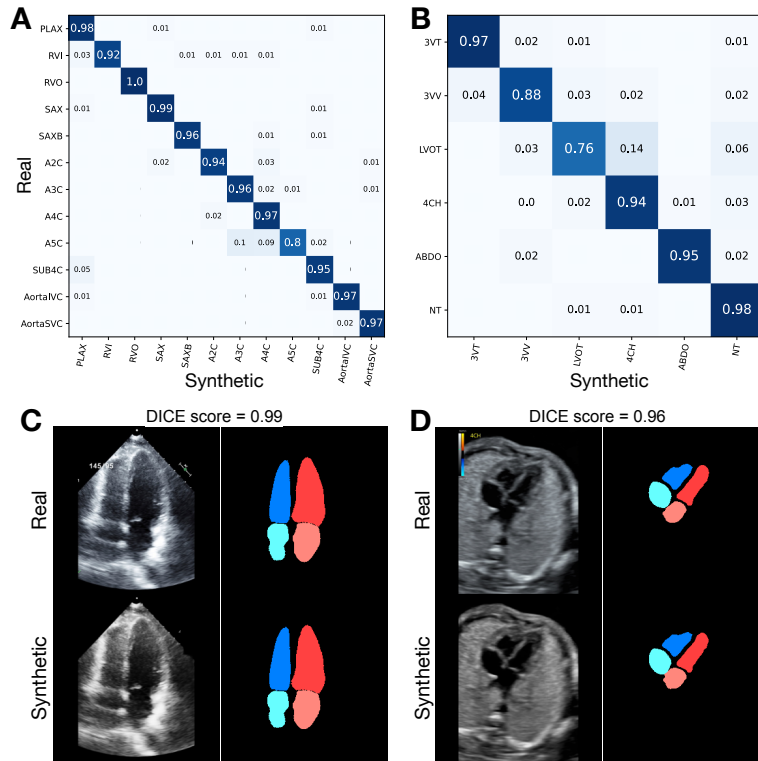 A
B
Real
PLAX 0.98 0.01 0.01
RVI 0.03 0.92 0.01 0.01 0.01 0.01
RVO 1.0
SAX 0.01 0.99 0.01
SAXB 0.96 0.01 0.01
A2C 0.02 0.94 0.03 0.01
A3C 0.96 0.02 0.01 0.01
A4C 0.02 0.97
A5C 0.1 0.09 0.8 0.02
SUB4C 0.05 0.95
AortaIVC 0.01 0.01 0.97
AortaSVC 0.02 0.97
PLAX RVI RVO SAX SAXB A2C A3C A4C A5C SUB4C AortaIVC AortaSVC
Synthetic
3VT 0.97 0.02 0.01 0.01
3VV 0.04 0.88 0.03 0.02 0.02
LVOT 0.03 0.76 0.14 0.06
4CH 0.0 0.02 0.94 0.01 0.03
ABDO 0.02 0.95 0.02
NT 0.01 0.01 0.98
3VT 3VV LVOT 4CH ABDO NT
Synthetic
C
DICE score = 0.99
145/95
Real
Synthetic
D
DICE score = 0.96
4CH
Real
Synthetic